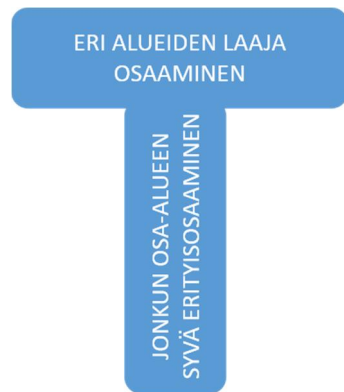 ERI ALUEIDEN LAAJA
OSAAMINEN
JONKUN OSA-ALUEEN
SYVÄ ERITYISOSAAMINEN